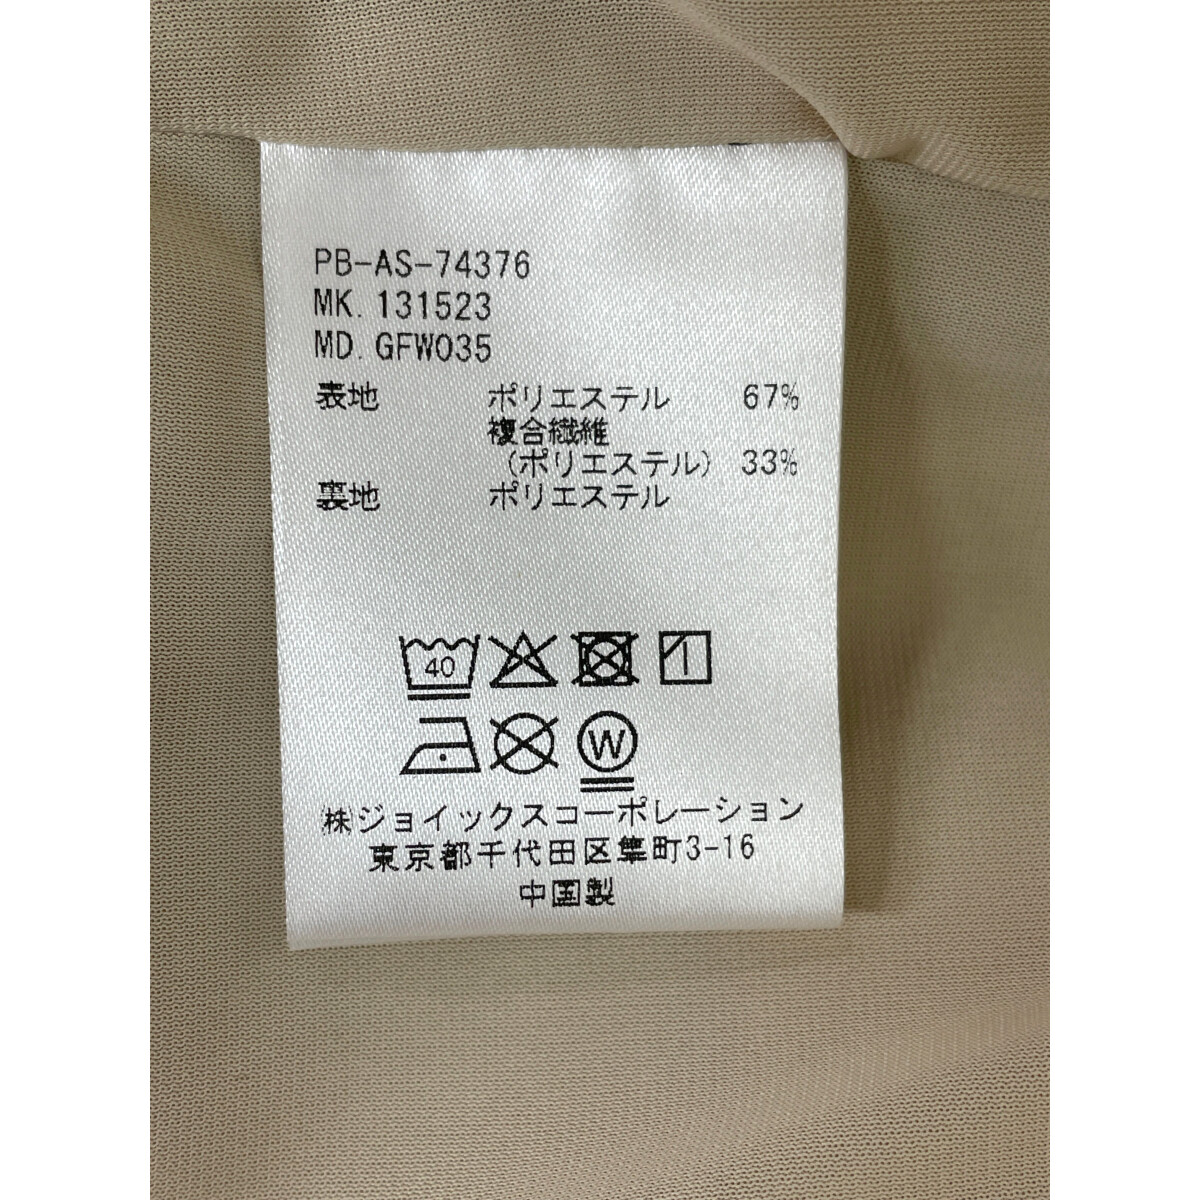 PB-AS-74376
MK. 131523
MD. GFW035
表地 ポリエステル 67%
複合繊維
(ポリエステル) 33%
裏地 ポリエステル
40
W
㈱ジョイックスコーポレーション
東京都千代田区隼町3-16
中国製